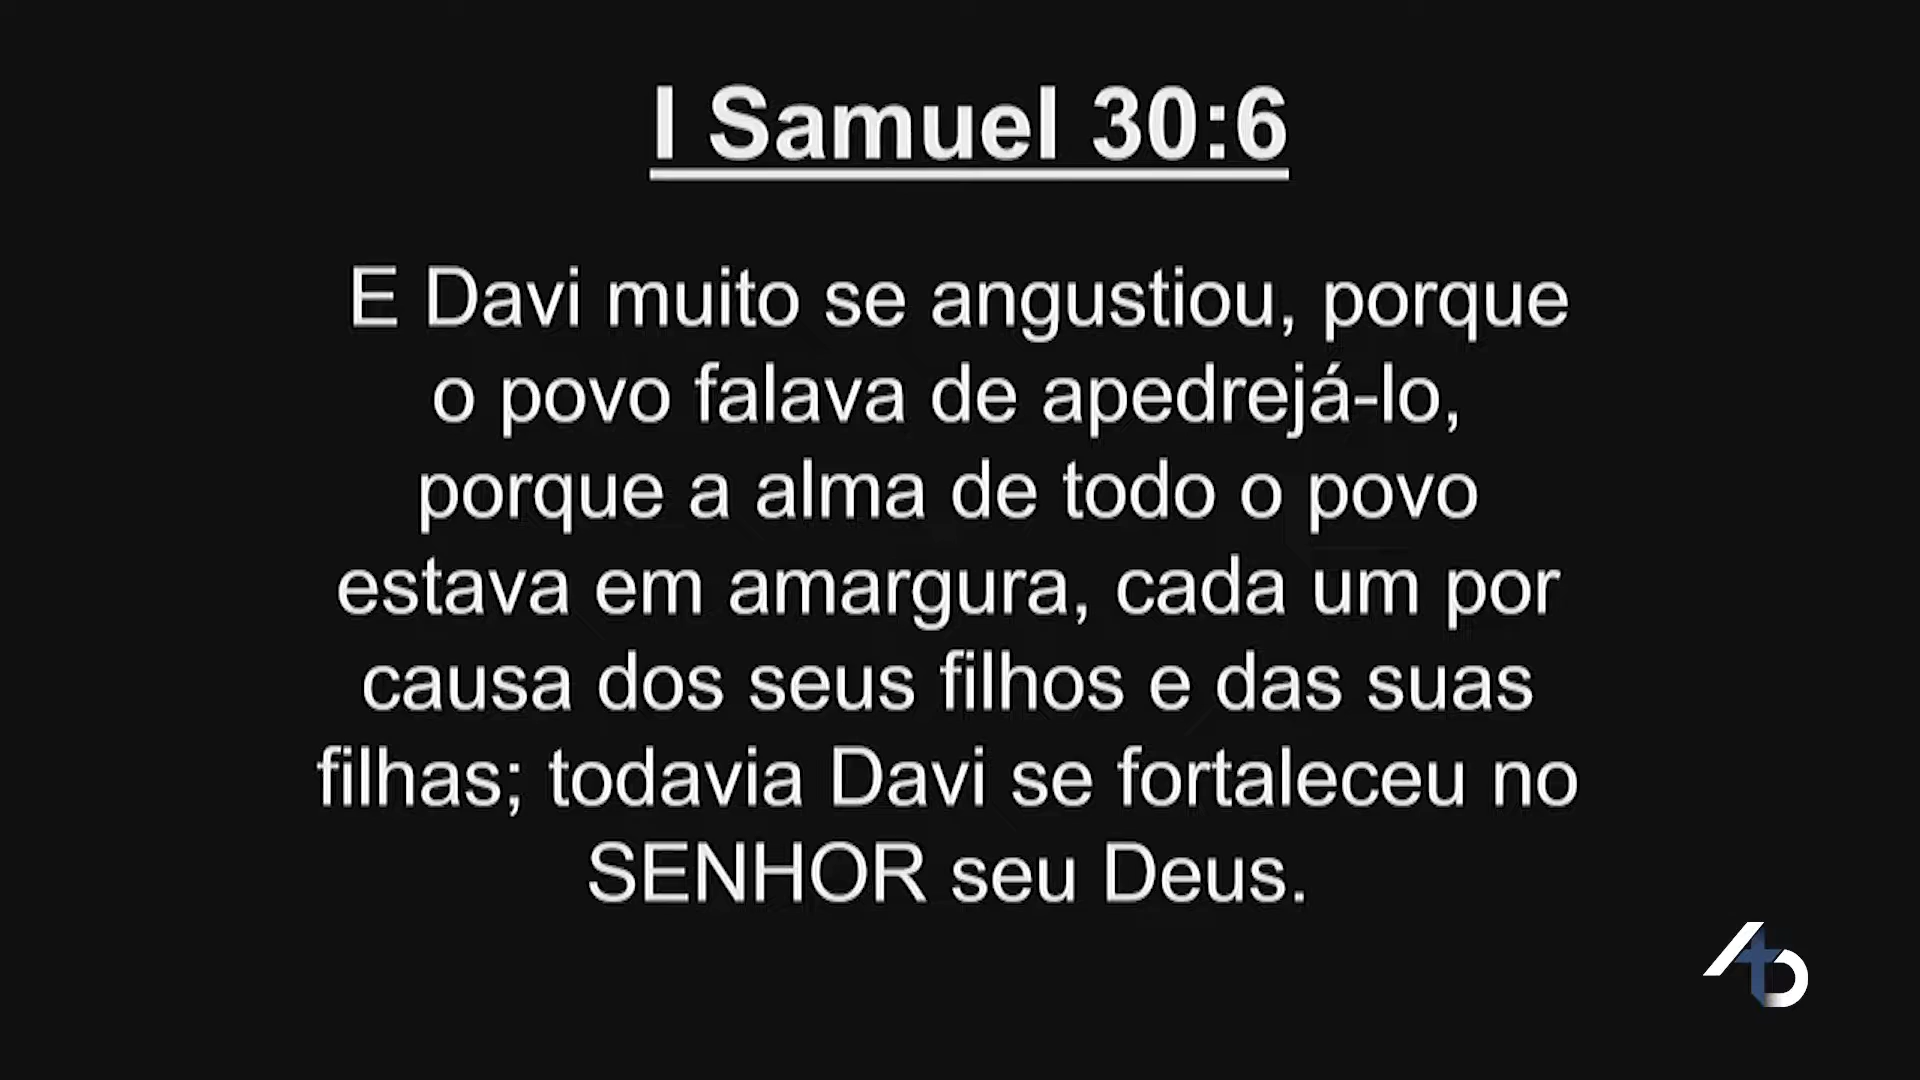 I Samuel 30:6
E Davi muito se angustiou, porque
o povo falava de apedrejá-lo,
porque a alma de todo o povo
estava em amargura, cada um por
causa dos seus filhos e das suas
filhas; todavia Davi se fortaleceu no
SENHOR seu Deus.